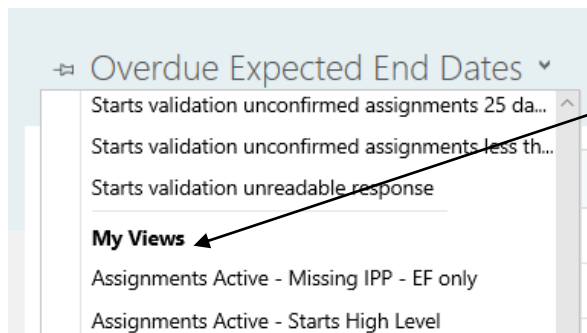 Overdue Expected End Dates
Starts validation unconfirmed assignments 25 da...
Starts validation unconfirmed assignments less th...
Starts validation unreadable response
My Views
Assignments Active - Missing IPP - EF only
Assignments Active - Starts High Level